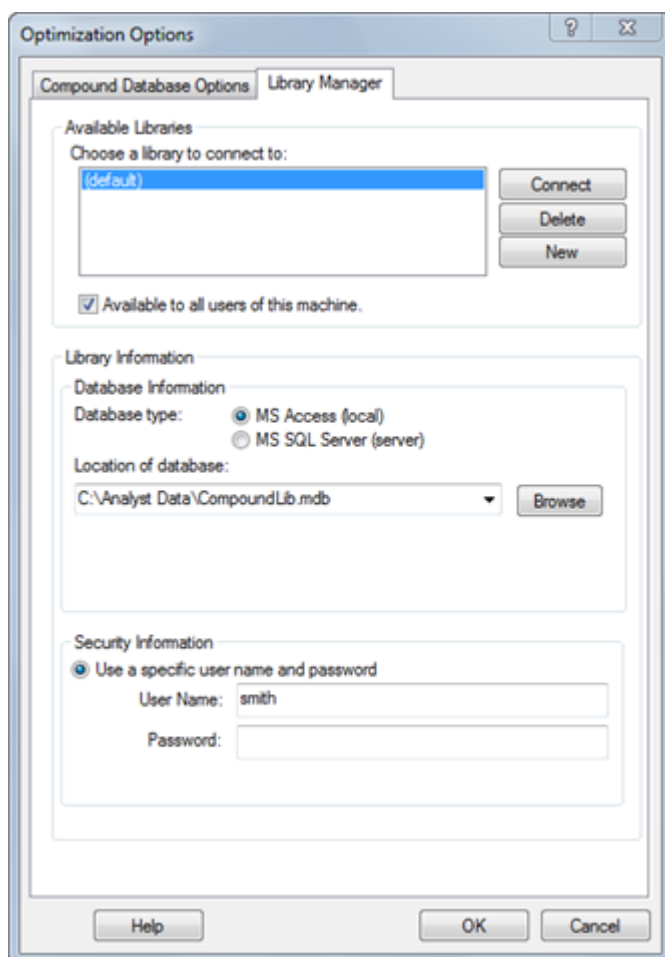 Optimization Options
Compound Database Options
Library Manager
Available Libraries
Choose a library to connect to:
(default)
Connect
Delete
New
Available to all users of this machine.
Library Information
Database Information
Database type:
MS Access (local)
MS SQL Server (server)
Location of database:
C:\Analyst Data\CompoundLib.mdb
Browse
Security Information
Use a specific user name and password
User Name:
smith
Password:
Help
OK
Cancel